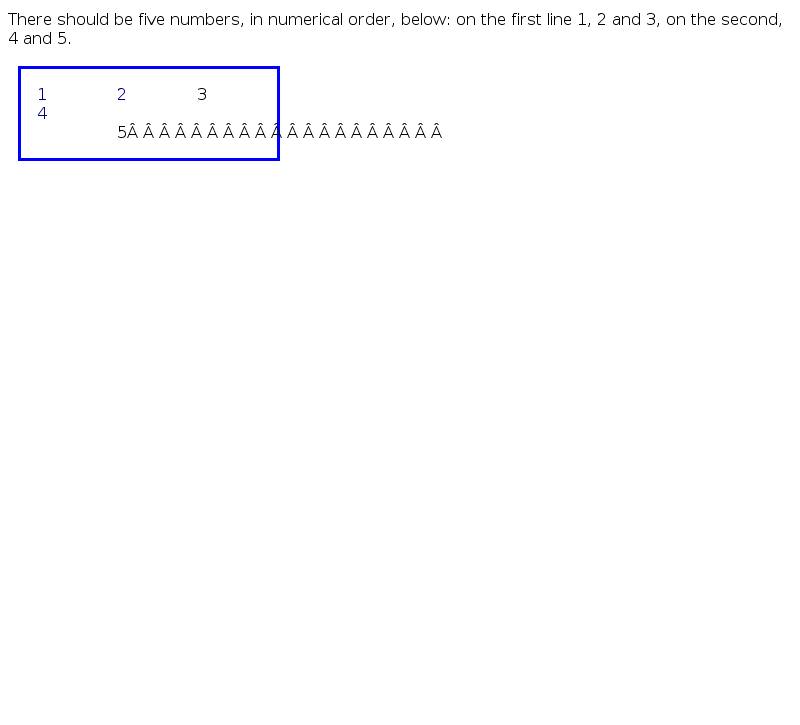 There should be five numbers, in numerical order, below: on the first line 1, 2 and 3, on the second,
4 and 5.
1 2 3
4
5Â Â Â Â Â Â Â Â Â Â Â Â Â Â Â Â Â Â Â Â